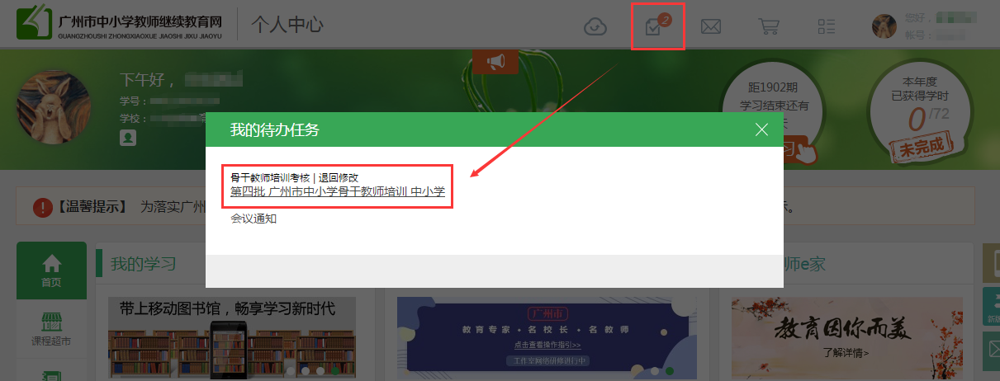 广州市中小学教师继续教育网
GUANGZHOUSHI ZHONGXIAOXUE JIAOSHI JIXU JIAOYU
个人中心
2
您好，
帐号：
下午好，
学号：
学校：
距1902期
学习结束还有
天
习
本年度
已获得学时
0/72
未完成
我的待办任务
骨干教师培训考核 | 退回修改
第四批 广州市中小学骨干教师培训 中小学
会议通知
【温馨提示】 为落实广州
示。
首页
课程超市
我的学习
师e家
带上移动图书馆，畅享学习新时代
广州市
教育专家 • 名校长 • 名教师
点击查看操作指引>>
工作室网络研修进行中
教育因你而美
了解详情>
新版